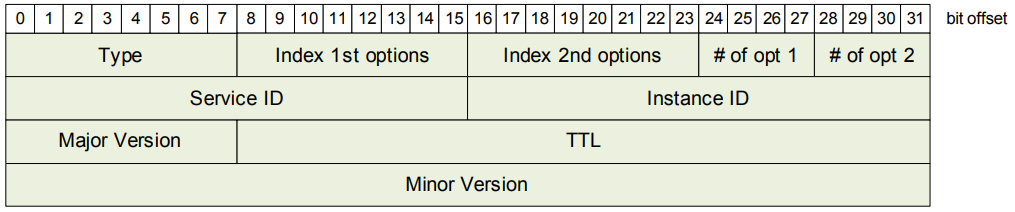 0 1 2 3 4 5 6 7 8 9 10 11 12 13 14 15 16 17 18 19 20 21 22 23 24 25 26 27 28 29 30 31 bit offset
Type Index 1st options Index 2nd options # of opt 1 # of opt 2
Service ID Instance ID
Major Version TTL
Minor Version